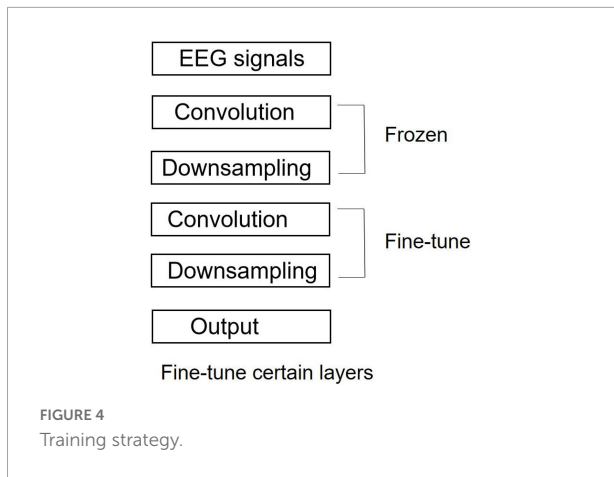 EEG signals
Convolution
Frozen
Downsampling
Convolution
Fine-tune
Downsampling
Output
Fine-tune certain layers
FIGURE 4
Training strategy.